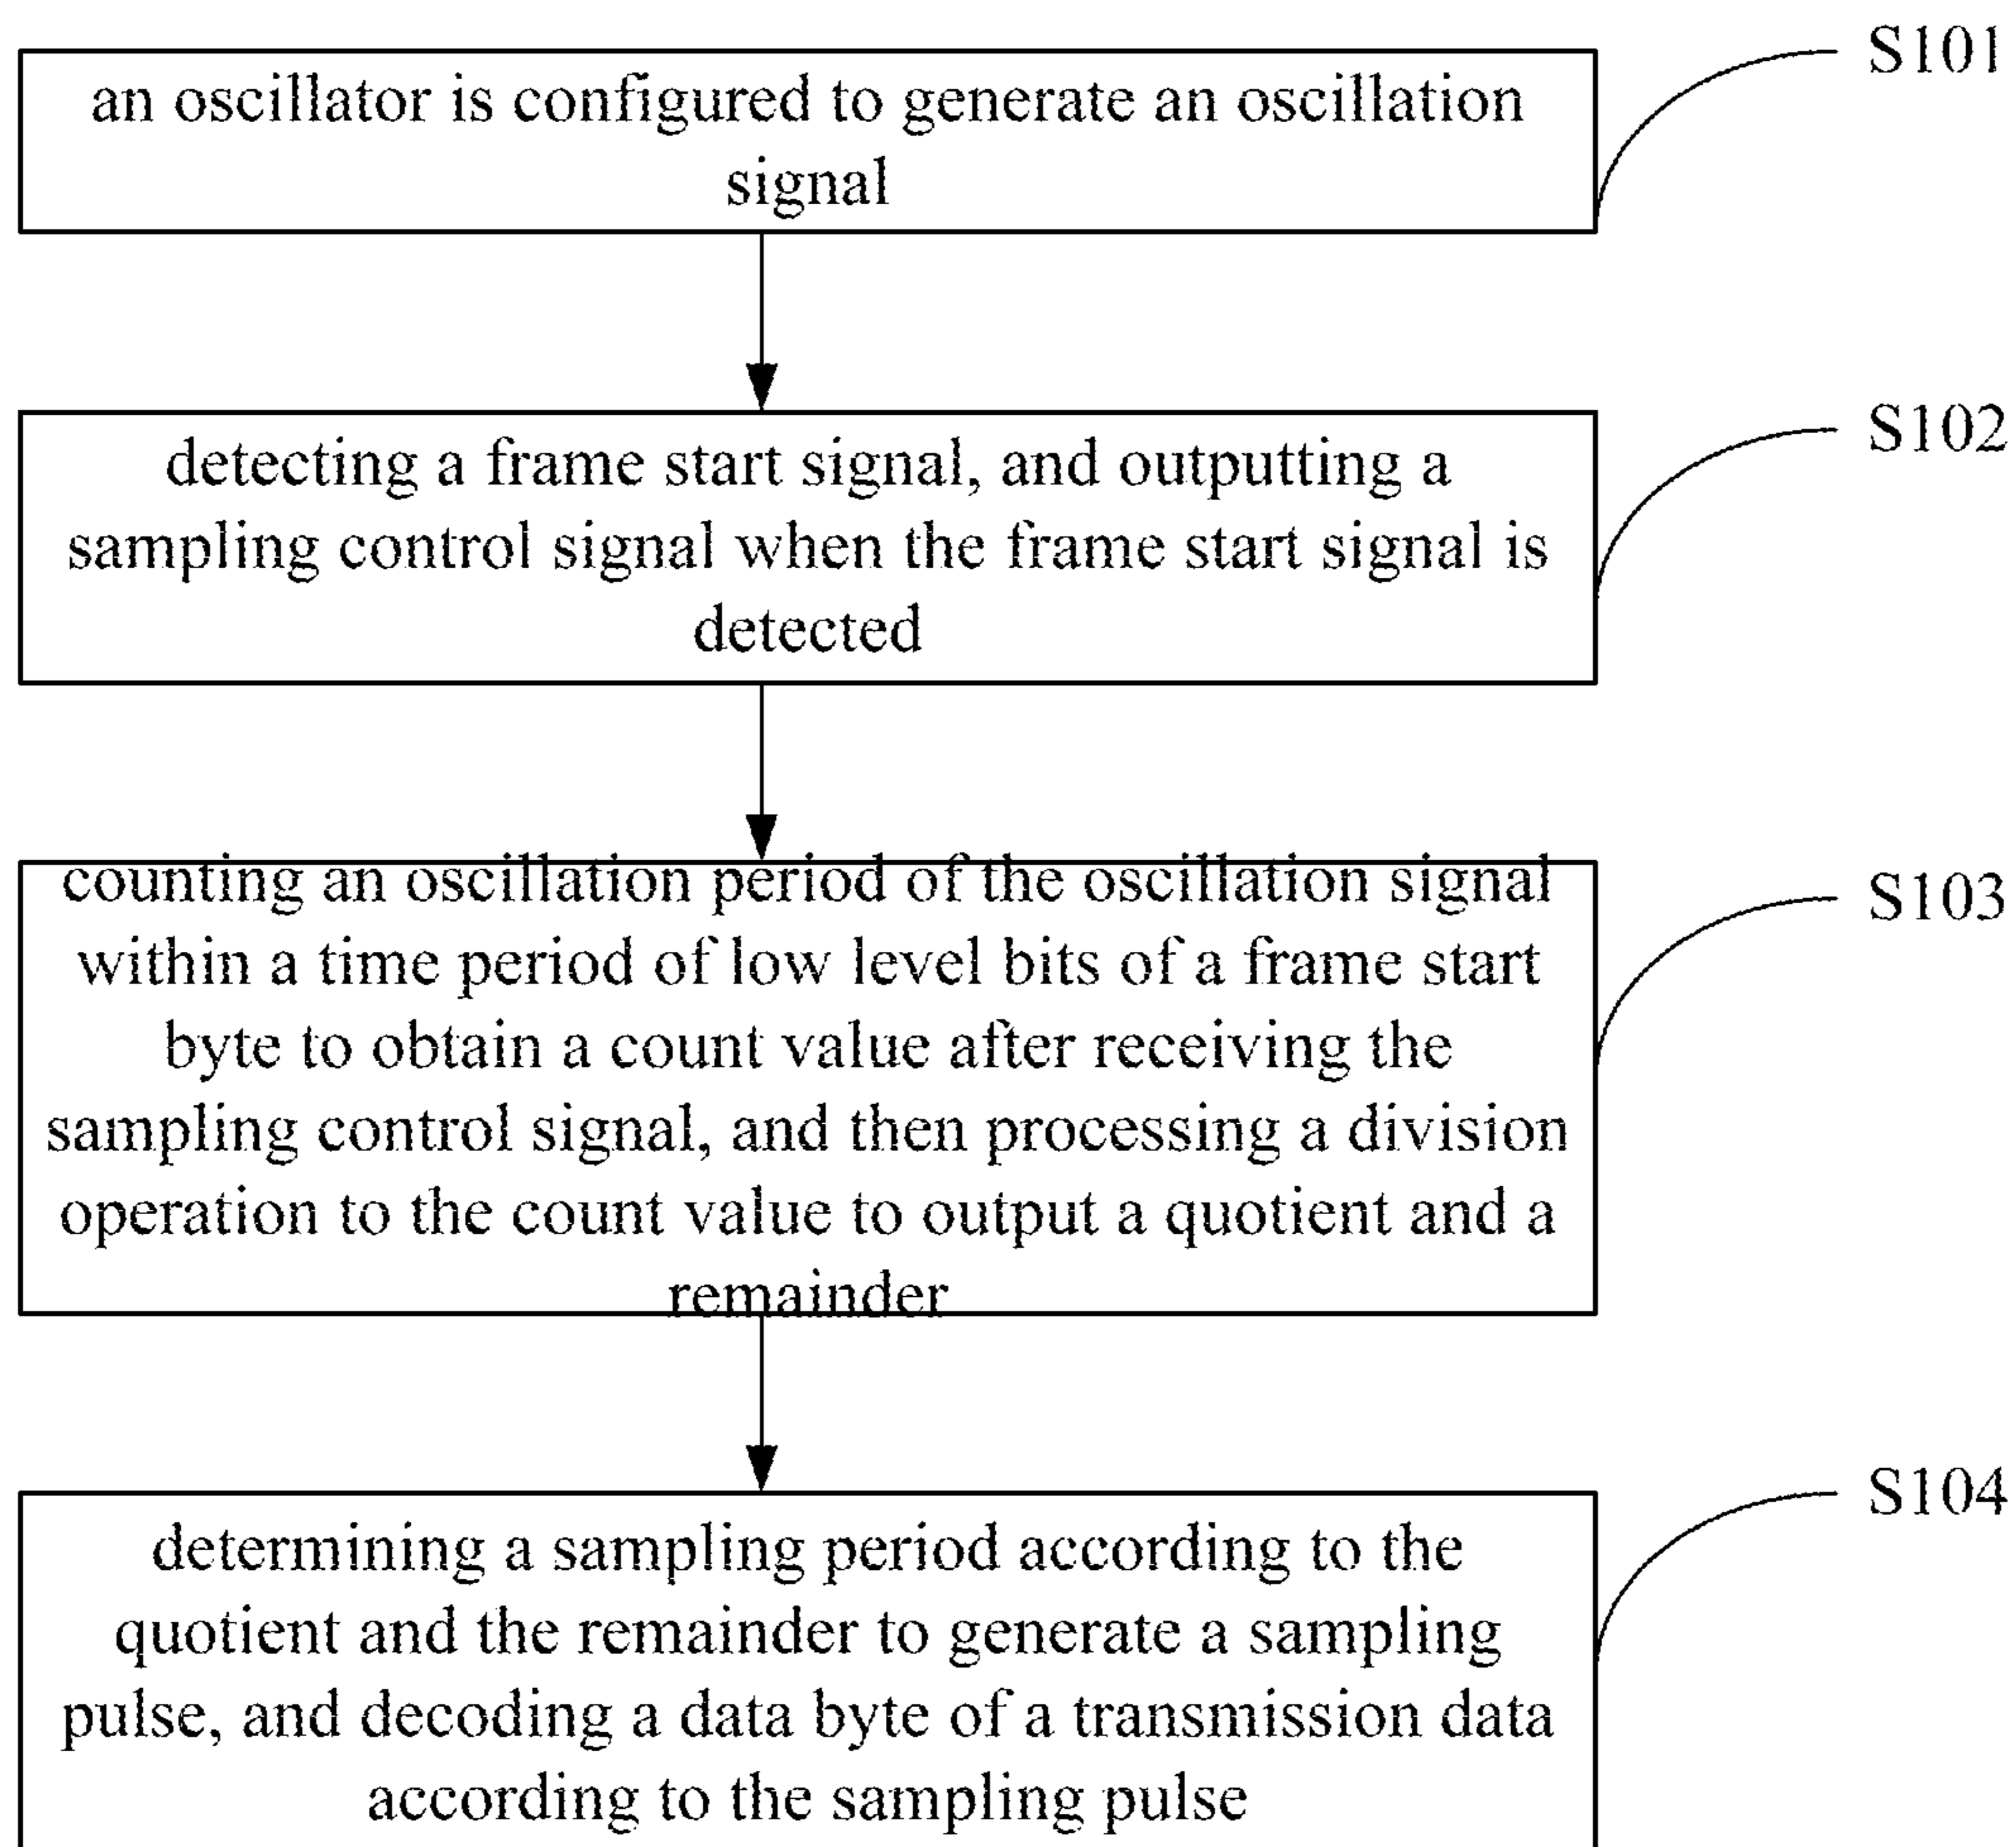 S101
an oscillator is configured to generate an oscillation
signal
S102
detecting a frame start signal, and outputting a
sampling control signal when the frame start signal is
detected
S103
counting an oscillation period of the oscillation signal
within a time period of low level bits of a frame start
byte to obtain a count value after receiving the
sampling control signal, and then processing a division
operation to the count value to output a quotient and a
remainder
S104
determining a sampling period according to the
quotient and the remainder to generate a sampling
pulse, and decoding a data byte of a transmission data
according to the sampling pulse